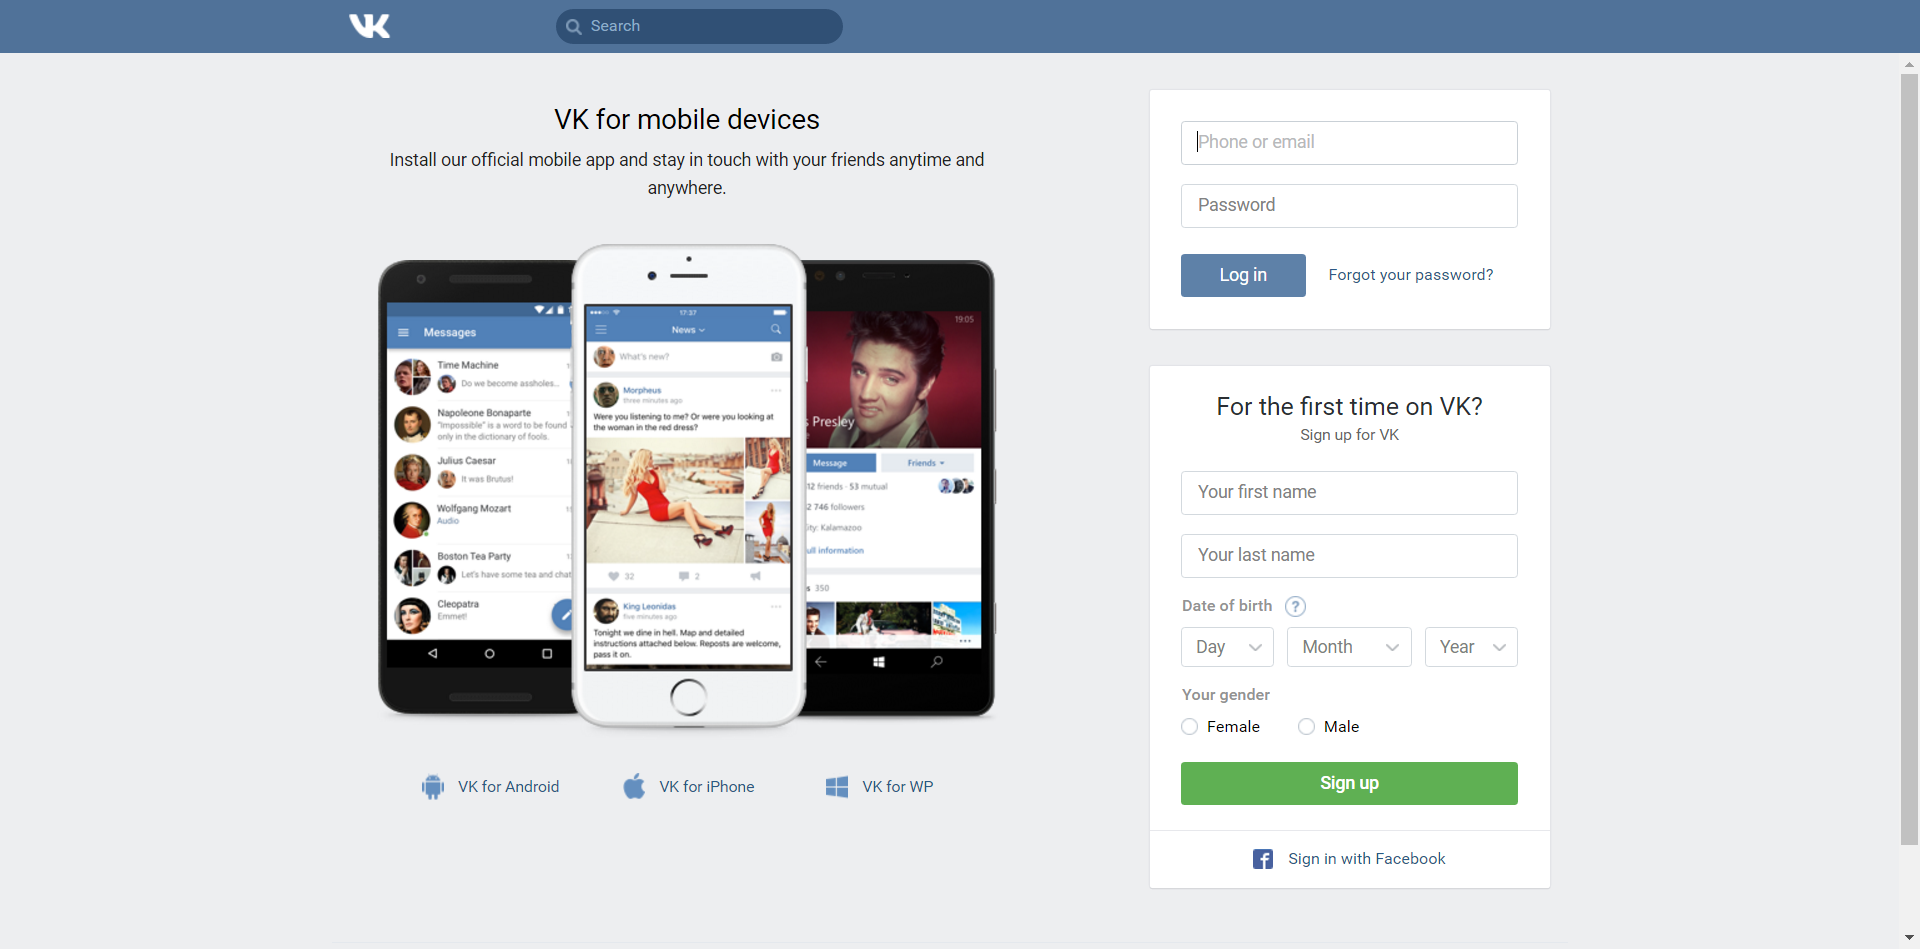 VK
Search
VK for mobile devices
Install our official mobile app and stay in touch with your friends anytime and
anywhere.
Messages
Time Machine
Do we become assholes...
Napoleone Bonaparte
"Impossible" is a word to be found
only in the dictionary of fools.
Julius Caesar
It was Brutus!
Wolfgang Mozart
Audio
Boston Tea Party
Let's have some tea and chat
Cleopatra
Emmet!
17:37
News
What's new?
Morpheus
three minutes ago
Were you listening to me? Or were you looking at
the woman in the red dress?
32
2
King Leonidas
five minutes ago
Tonight we dine in hell. Map and detailed
instructions attached below. Reposts are welcome,
pass it on.
19:05
s Presley
Message
Friends
12 friends · 53 mutual
2 746 followers
ity: Kalamazoo
ull information
s 350
VK for Android
VK for iPhone
VK for WP
Phone or email
Password
Log in
Forgot your password?
For the first time on VK?
Sign up for VK
Your first name
Your last name
Date of birth ?
Day
Month
Year
Your gender
Female
Male
Sign up
Sign in with Facebook